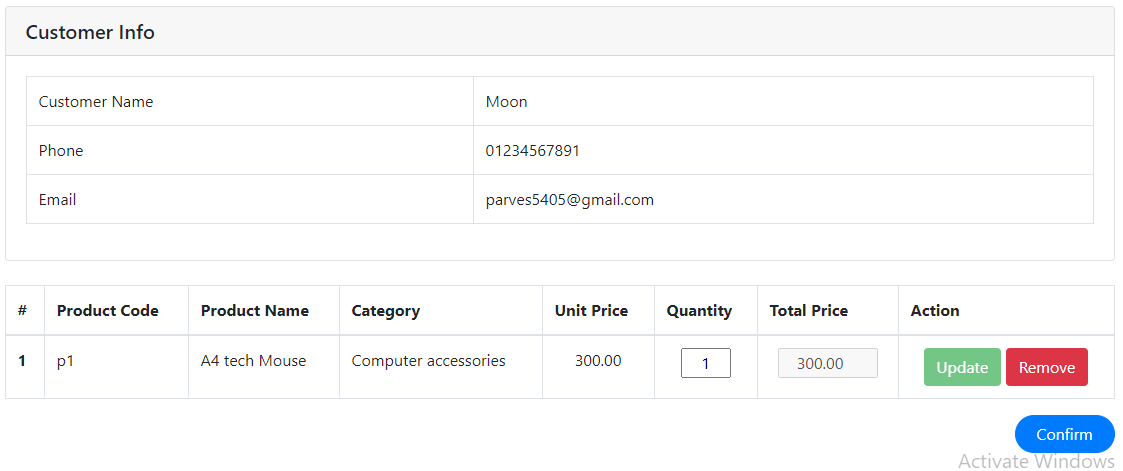 Customer Info
Customer Name Moon
Phone 01234567891
Email parves5405@gmail.com
# Product Code Product Name Category Unit Price Quantity Total Price Action
1 p1 A4 tech Mouse Computer accessories 300.00 1 300.00 Update Remove
Confirm
Activate Windows